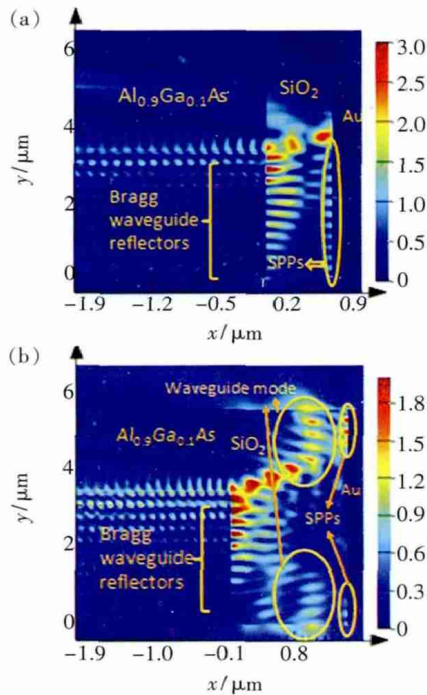 (a)
6
4
2
0
y/μm
Al0.9Ga0.1As
SiO2
Au
Bragg
waveguide
reflectors
SPPs
3.0
2.5
2.0
1.5
1.0
0.5
0
-1.9 -1.2 -0.5 0.2 0.9
x/μm
(b)
6
4
2
0
y/μm
Waveguide mode
Al0.9Ga0.1As
SiO2
Au
SPPs
Bragg
waveguide
reflectors
1.8
1.5
1.2
0.9
0.6
0.3
0
-1.9 -1.0 -0.1 0.8
x/μm